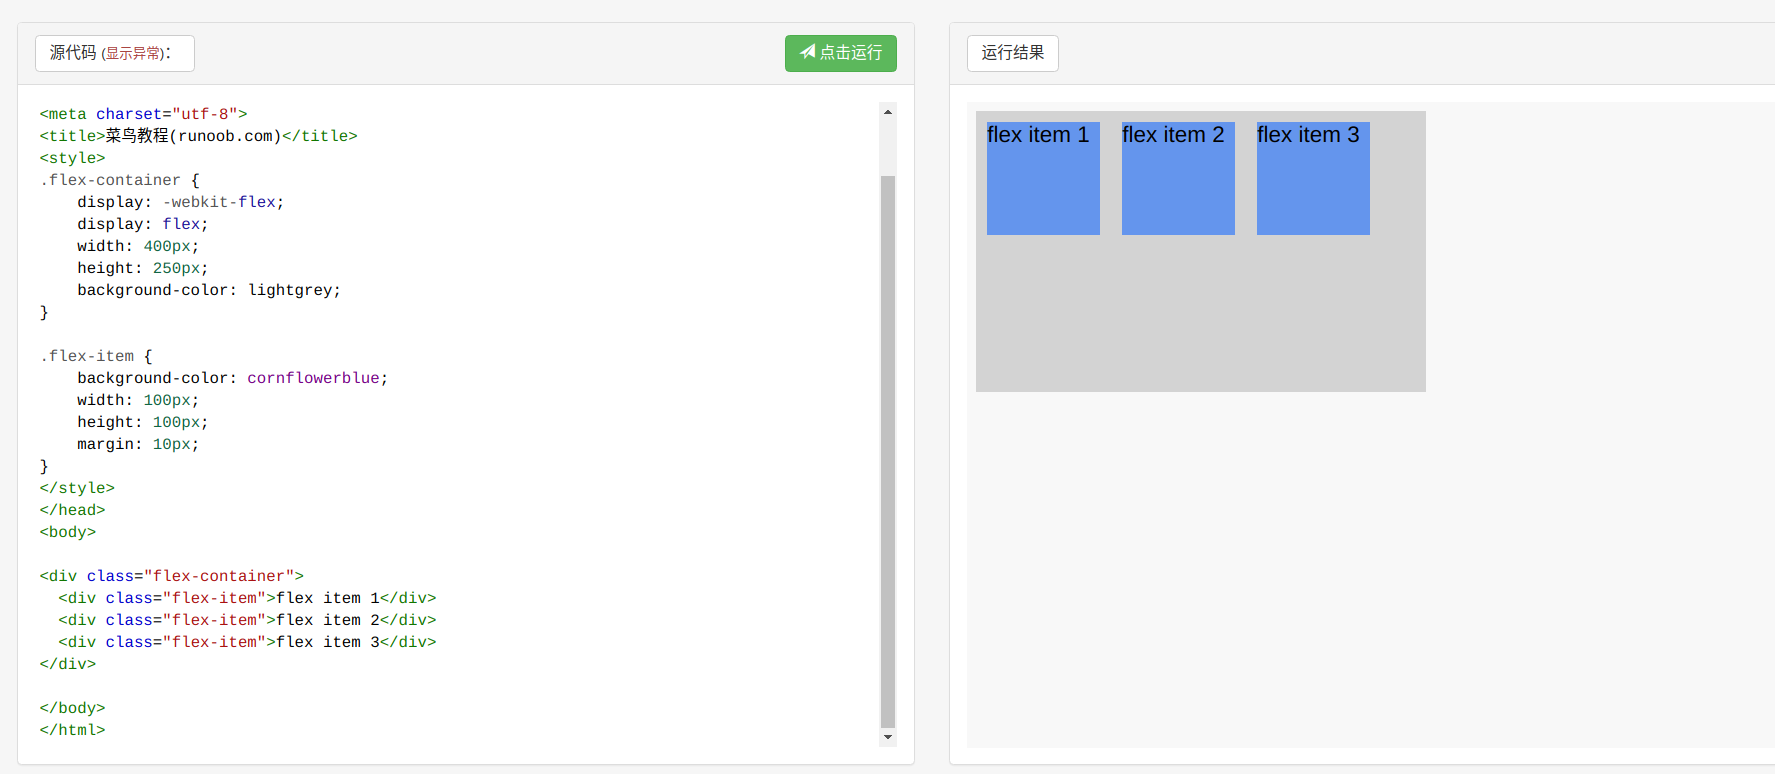 源代码 (显示异常)：
点击运行
<meta charset="utf-8">
<title>菜鸟教程(runoob.com)</title>
<style>
.flex-container {
    display: -webkit-flex;
    display: flex;
    width: 400px;
    height: 250px;
    background-color: lightgrey;
}

.flex-item {
    background-color: cornflowerblue;
    width: 100px;
    height: 100px;
    margin: 10px;
}
</style>
</head>
<body>

<div class="flex-container">
  <div class="flex-item">flex item 1</div>
  <div class="flex-item">flex item 2</div>
  <div class="flex-item">flex item 3</div>
</div>

</body>
</html>
运行结果
flex item 1 flex item 2 flex item 3